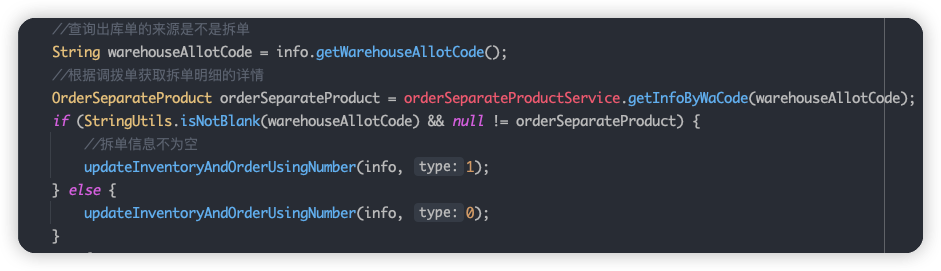 //查询出库单的来源是不是拆单
String warehouseAllotCode = info.getWarehouseAllotCode();
//根据调拨单获取拆单明细的详情
OrderSeparateProduct orderSeparateProduct = orderSeparateProductService.getInfoByWaCode(warehouseAllotCode);
if (StringUtils.isNotBlank(warehouseAllotCode) && null != orderSeparateProduct) {
//拆单信息不为空
updateInventoryAndOrderUsingNumber(info, type: 1);
} else {
updateInventoryAndOrderUsingNumber(info, type: 0);
}